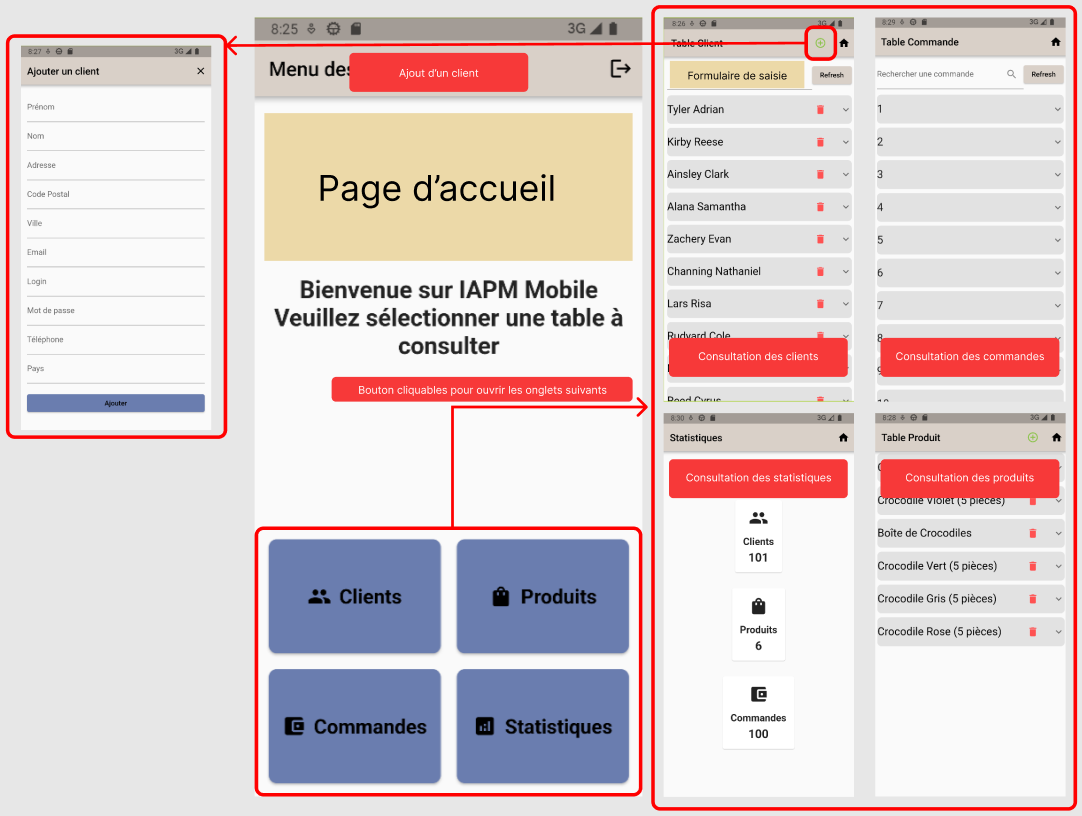 8:27
3G
Ajouter un client
Prénom
Nom
Adresse
Code Postal
Ville
Email
Login
Mot de passe
Téléphone
Pays
Ajouter
8:25
3G
Menu des
Ajout d'un client
Page d'accueil
Bienvenue sur IAPM Mobile
Veuillez sélectionner une table à
consulter
Bouton cliquables pour ouvrir les onglets suivants
Clients
Produits
Commandes
Statistiques
8:26
3G
Table Client
Formulaire de saisie
Refresh
Tyler Adrian
Kirby Reese
Ainsley Clark
Alana Samantha
Zachery Evan
Channing Nathaniel
Lars Risa
Rudyard Cole
Consultation des clients
Reed Cyrus
8:29
3G
Table Commande
Rechercher une commande
Refresh
1
2
3
4
5
6
7
8
Consultation des commandes
9
10
8:30
3G
Statistiques
Consultation des statistiques
Clients
101
Produits
6
Commandes
100
8:28
3G
Table Produit
Consultation des produits
Crocodile Violet (5 pièces)
Boîte de Crocodiles
Crocodile Vert (5 pièces)
Crocodile Gris (5 pièces)
Crocodile Rose (5 pièces)